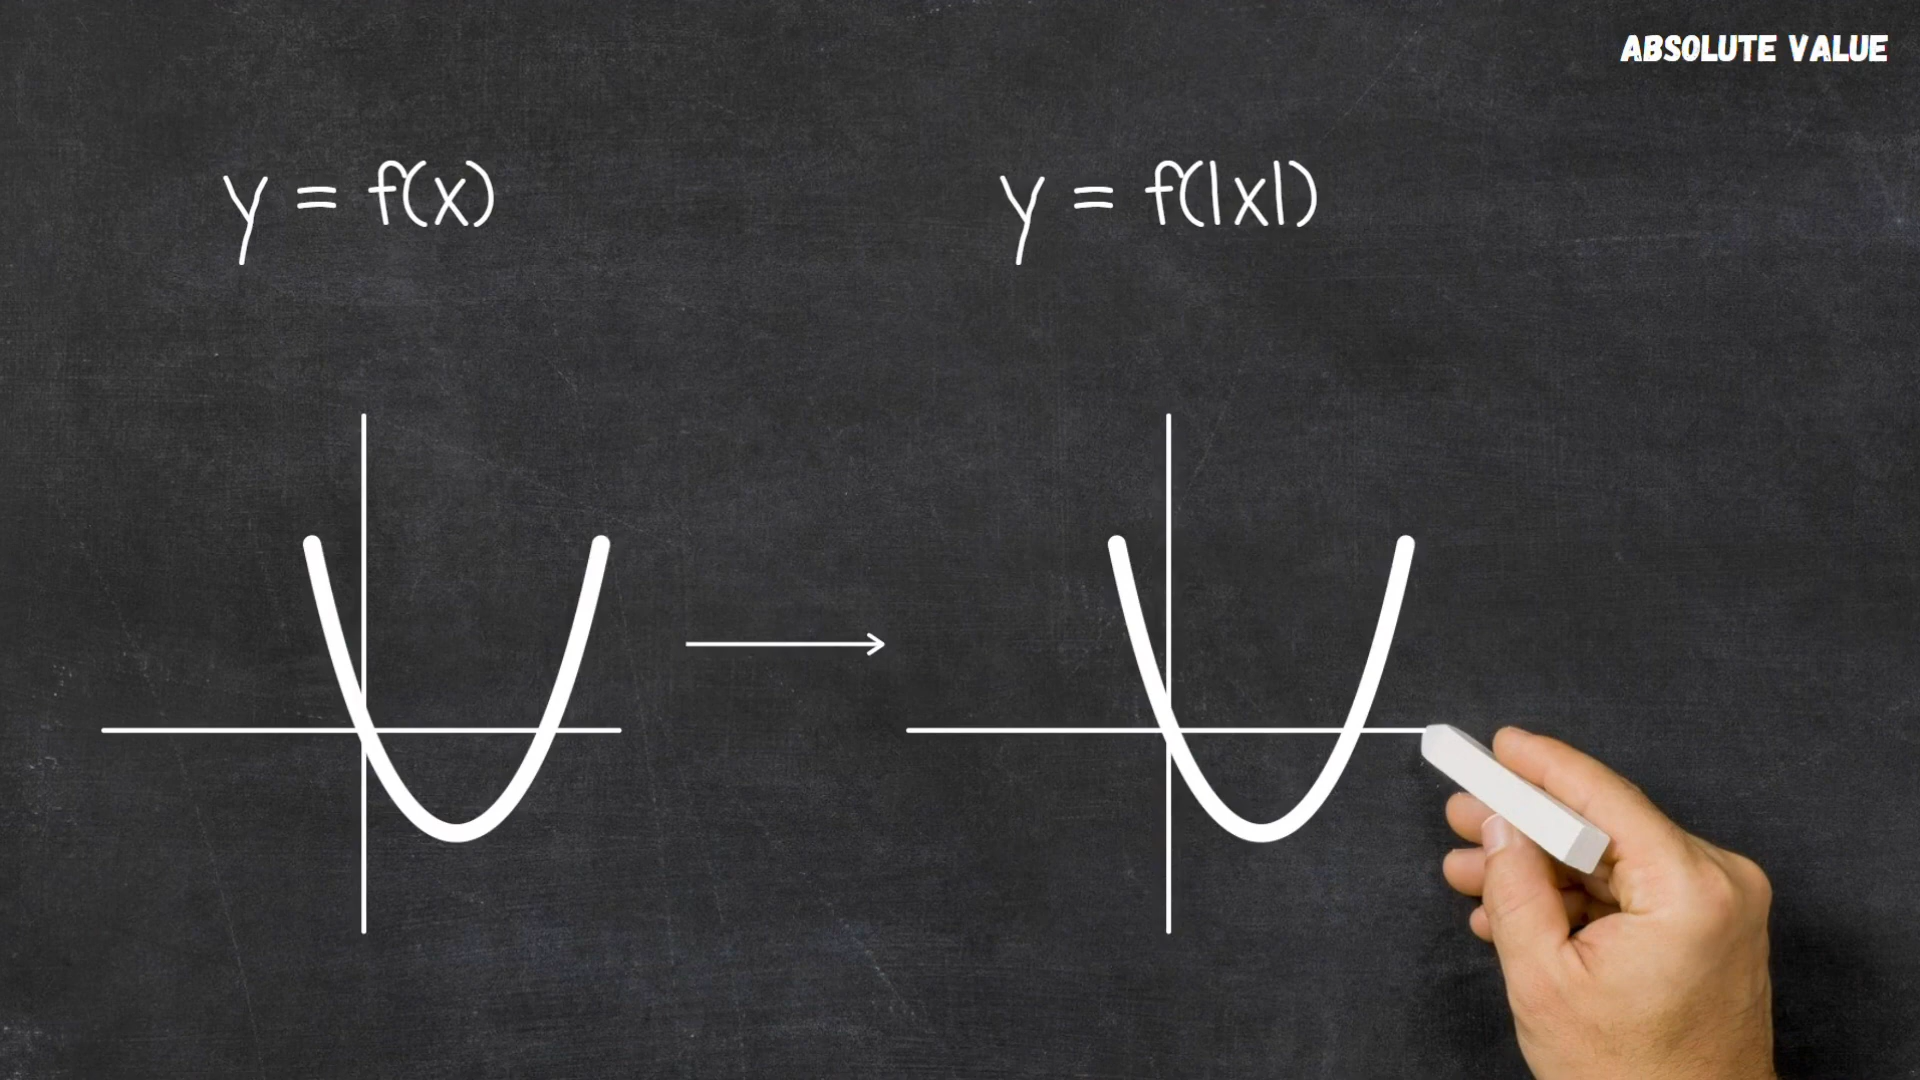 ABSOLUTE VALUE
y = f(x)
y = f(|x|)